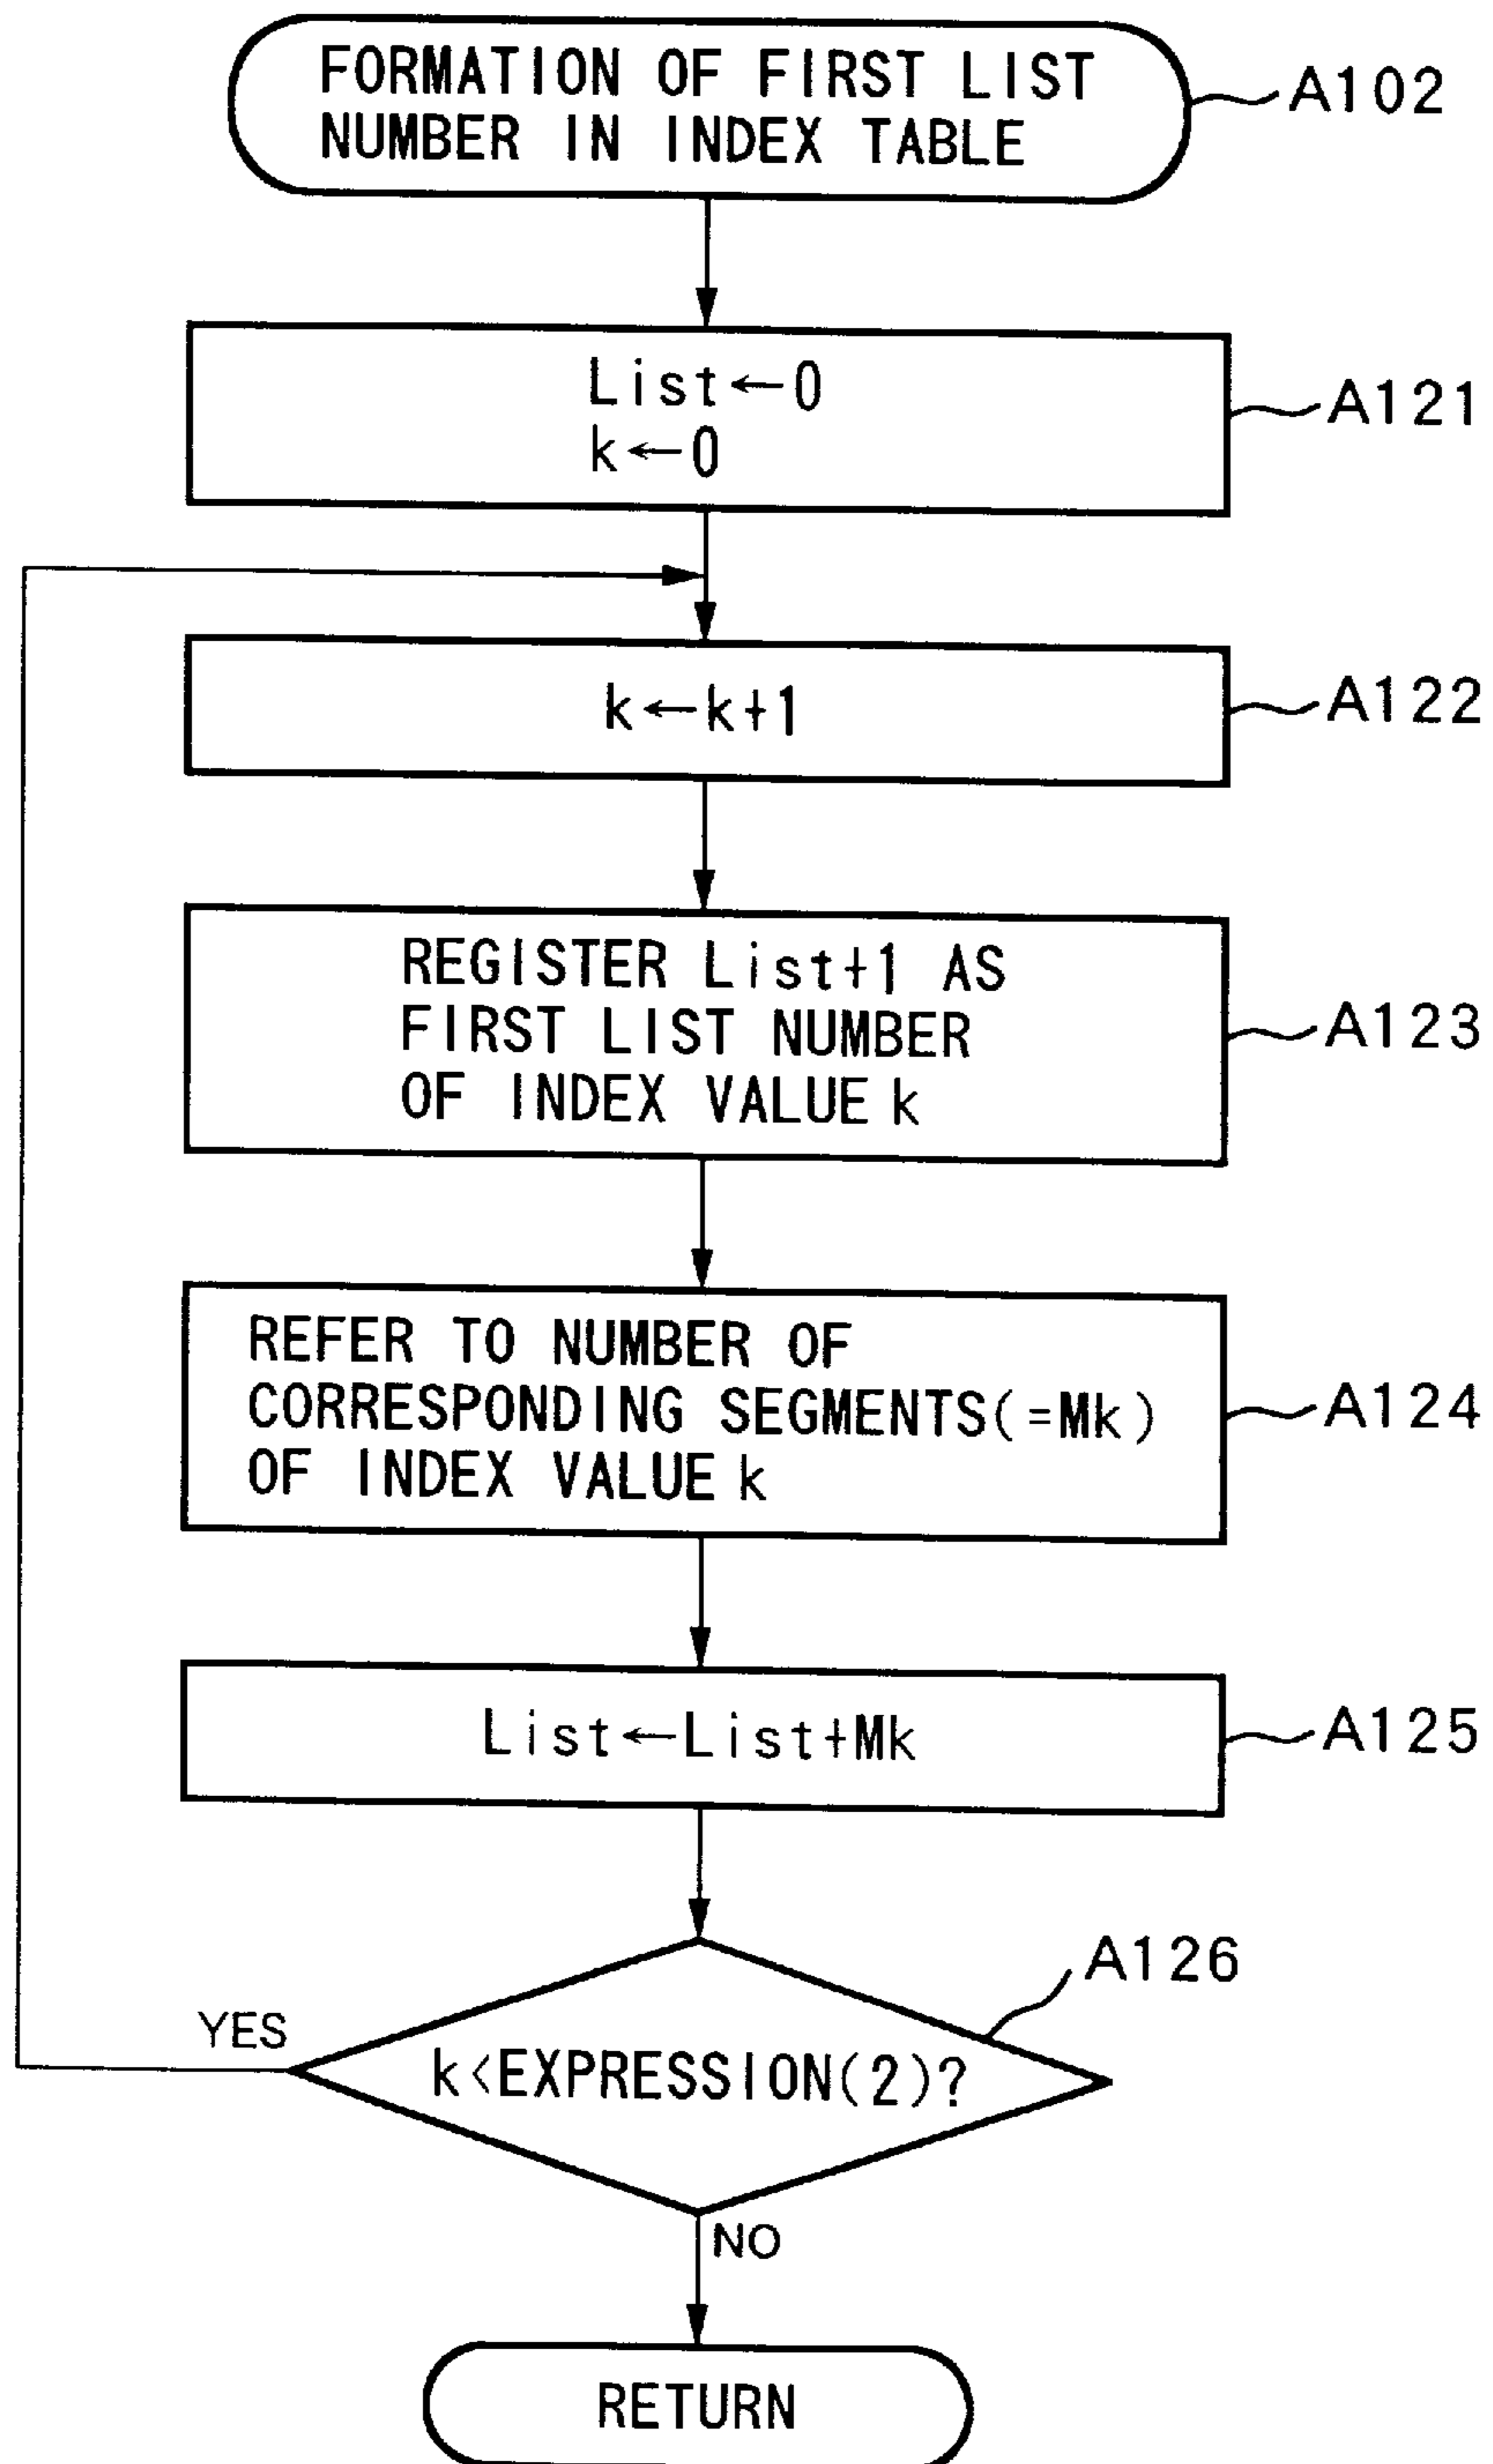 FORMATION OF FIRST LIST
NUMBER IN INDEX TABLE
A102
List←0
k←0
A121
k←k+1
A122
REGISTER List+1 AS
FIRST LIST NUMBER
OF INDEX VALUE k
A123
REFER TO NUMBER OF
CORRESPONDING SEGMENTS(=Mk)
OF INDEX VALUE k
A124
List←List+Mk
A125
A126
YES
k<EXPRESSION(2)?
NO
RETURN